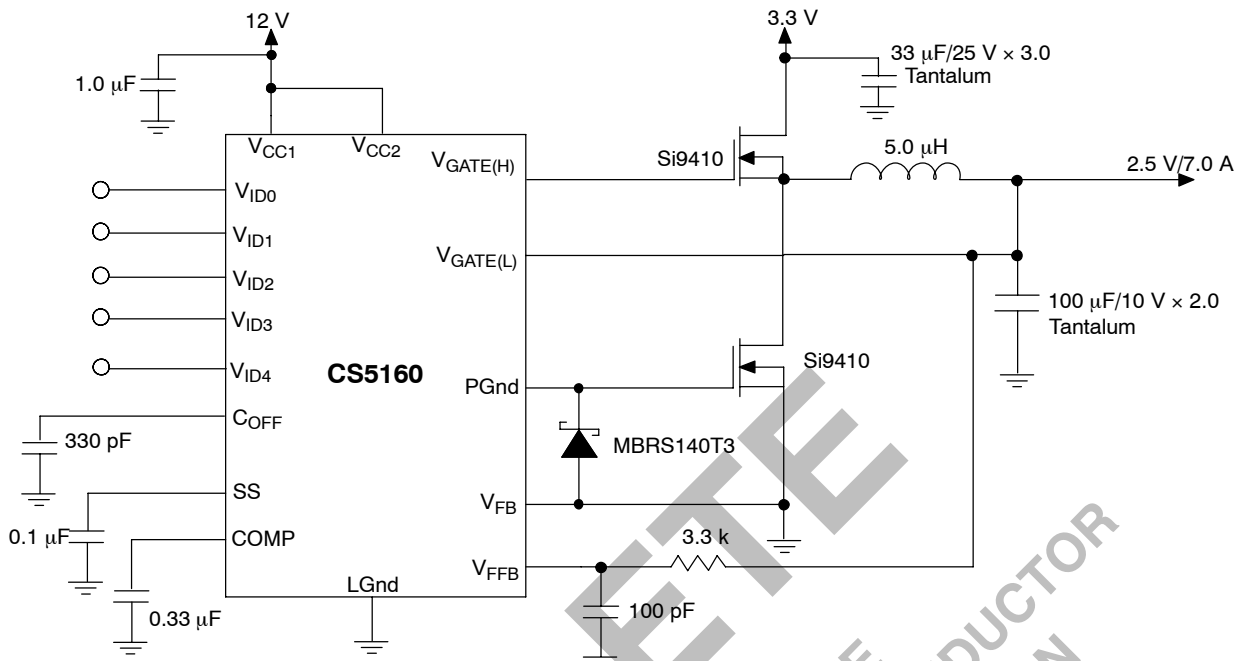 12 V
3.3 V
1.0 μF
33 μF/25 V × 3.0
Tantalum
VCC1
VCC2
VGATE(H)
Si9410
5.0 μH
2.5 V/7.0 A
VID0
VID1
VID2
VID3
VID4
VGATE(L)
100 μF/10 V × 2.0
Tantalum
CS5160
PGnd
Si9410
COFF
330 pF
MBRS140T3
SS
0.1 μF
VFB
COMP
0.33 μF
LGnd
VFFB
3.3 k
100 pF
ETE
DUCTOR